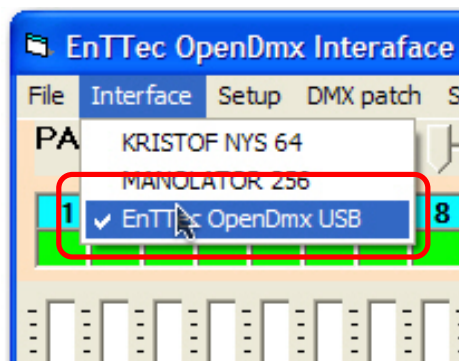 EnTTec OpenDmx Interaface
File Interface Setup DMX patch S
PA
KRISTOF NYS 64
MANOLATOR 256
1 EnTTec OpenDmx USB 8